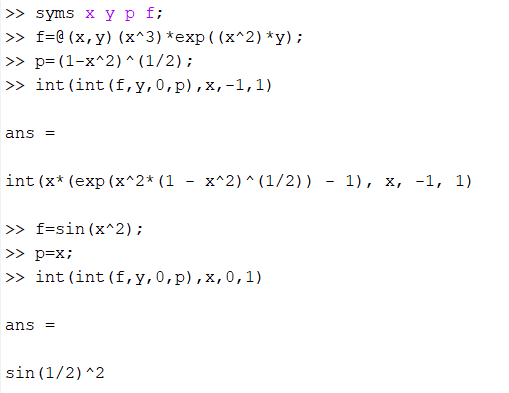 >> syms x y p f;
>> f=@(x,y)(x^3)*exp((x^2)*y);
>> p=(1-x^2)^(1/2);
>> int(int(f,y,0,p),x,-1,1)
ans =
int(x*(exp(x^2*(1 - x^2)^(1/2)) - 1), x, -1, 1)
>> f=sin(x^2);
>> p=x;
>> int(int(f,y,0,p),x,0,1)
ans =
sin(1/2)^2